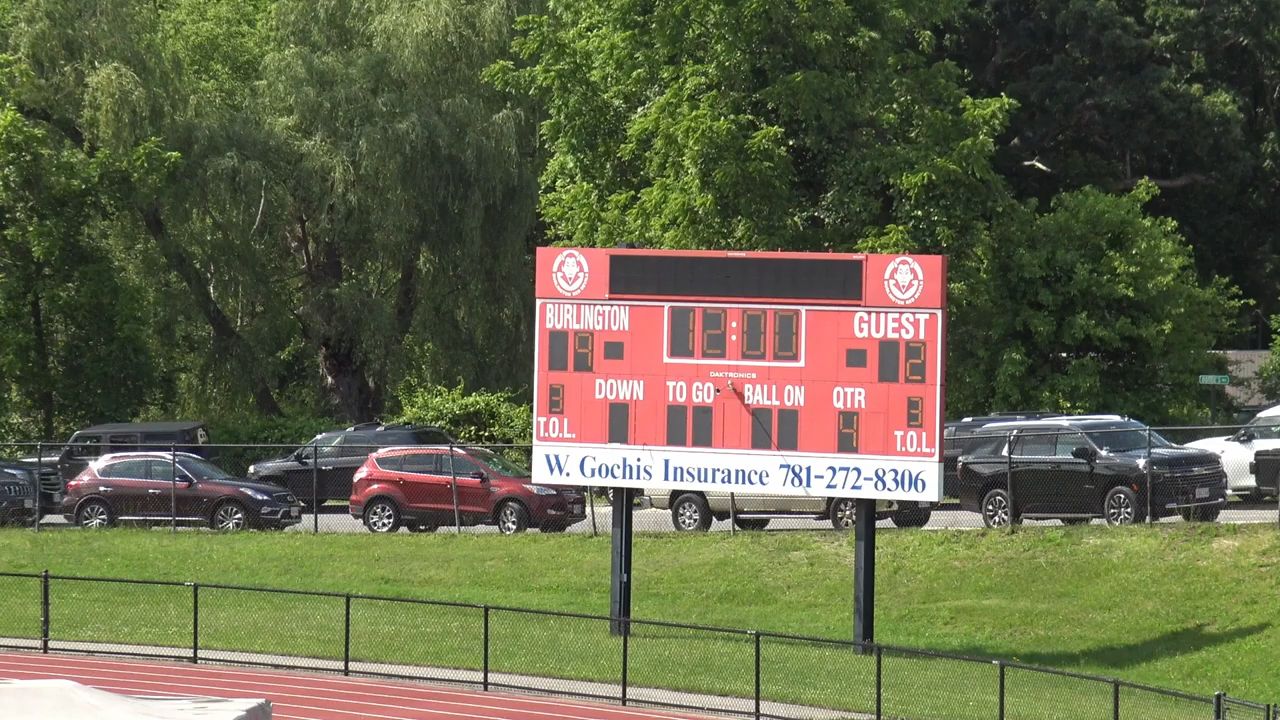 BURLINGTON
12:00
GUEST
9
2
DAKTRONICS
3
DOWN
TO GO
BALL ON
QTR
3
T.O.L.
4
T.O.L.
W. Gochis Insurance 781-272-8306